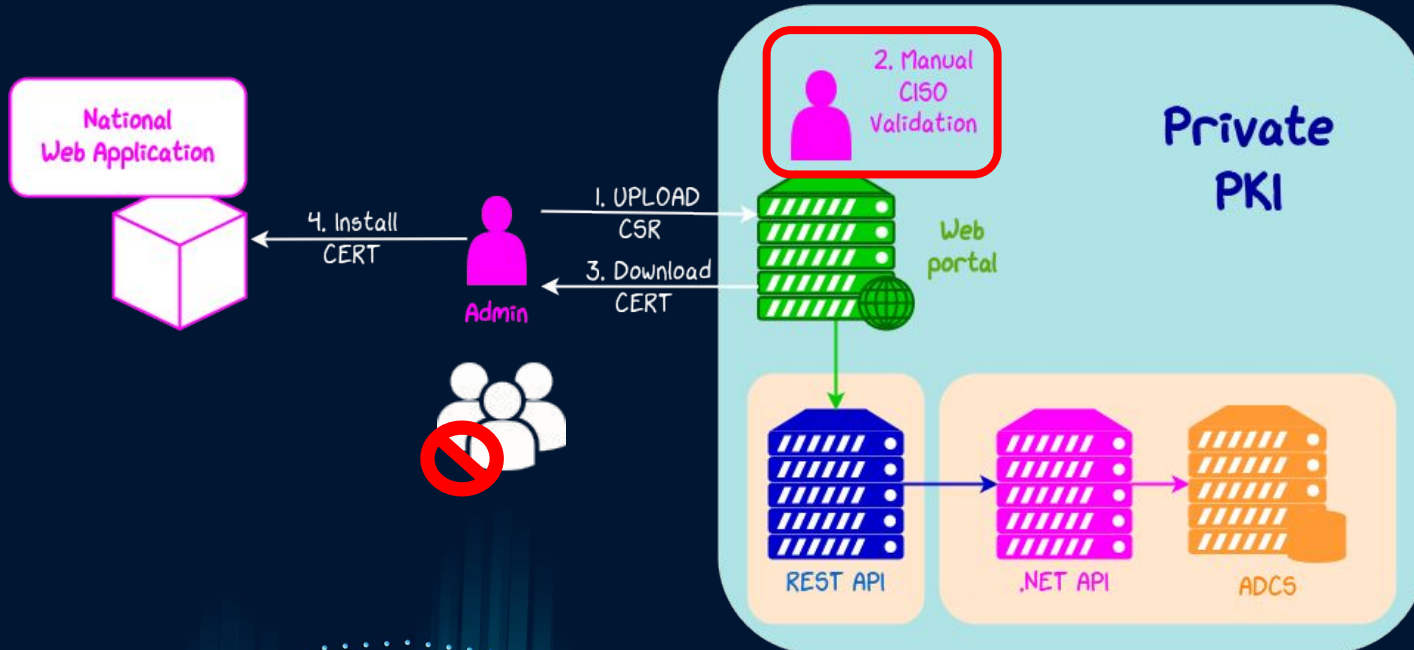 National
Web Application
4. Install
CERT
Admin
1. UPLOAD
CSR
3. Download
CERT
2. Manual
CISO
Validation
Private
PKI
Web
portal
REST API
.NET API
ADCS